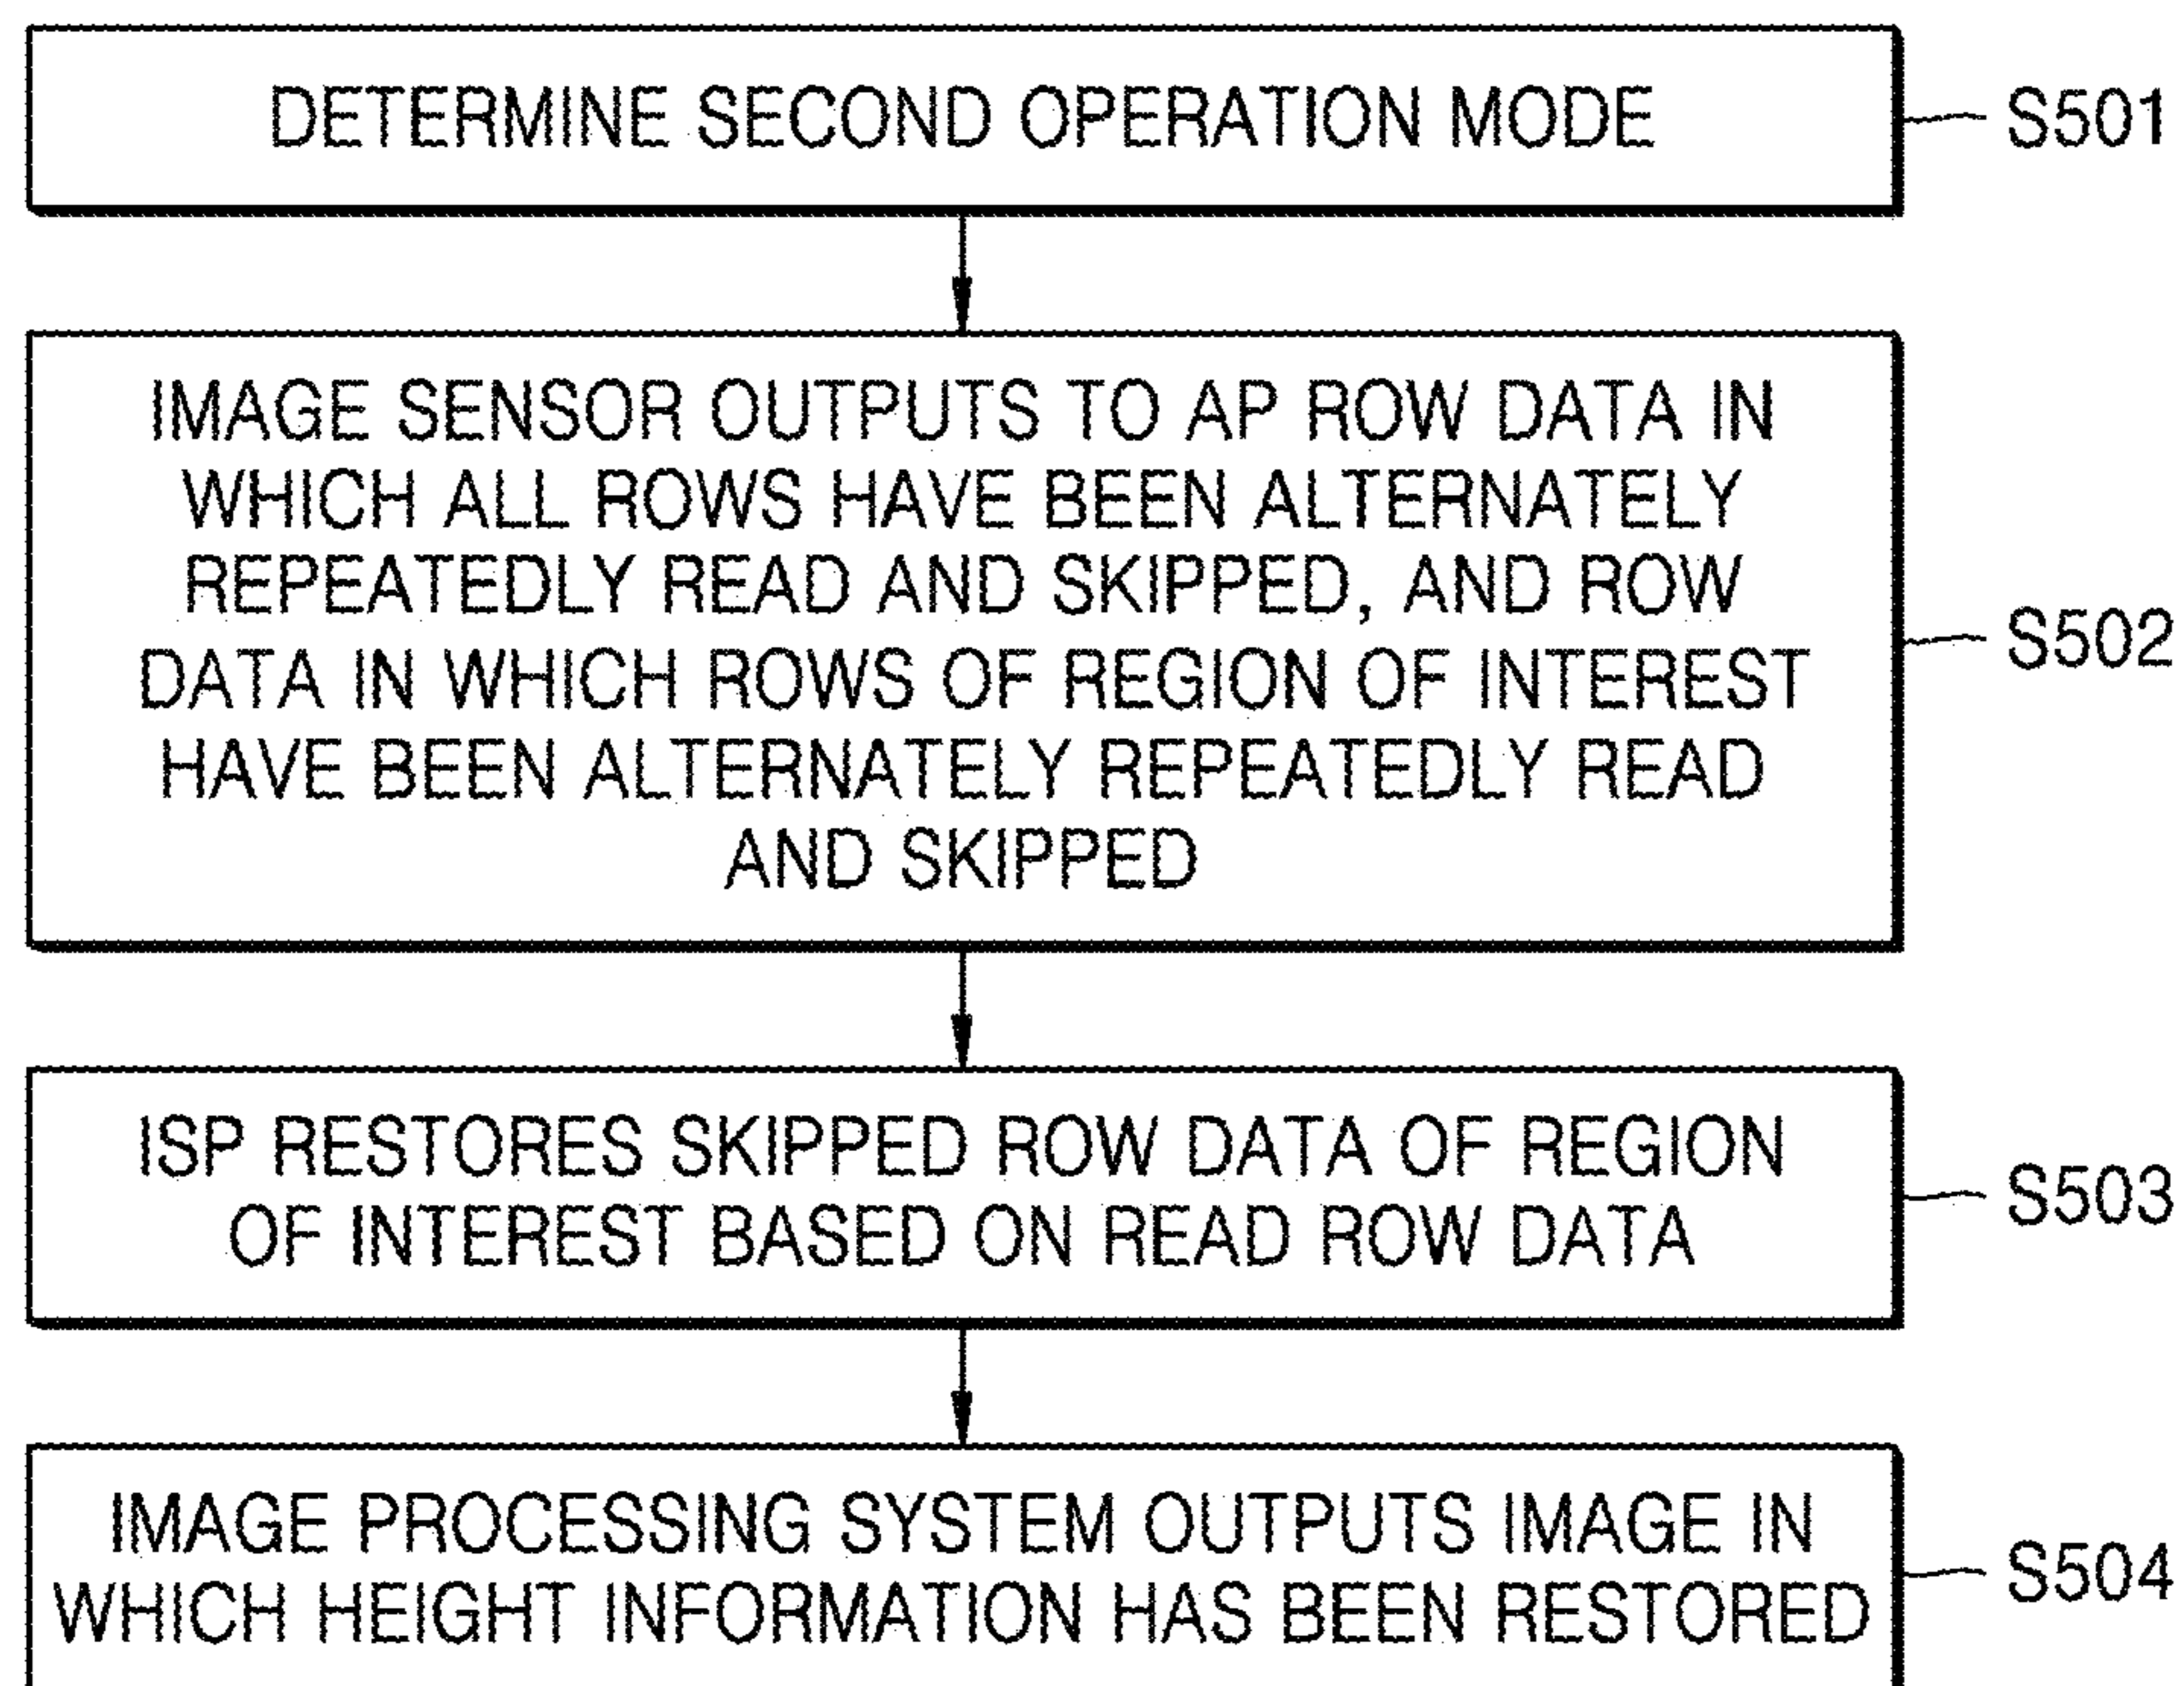 DETERMINE SECOND OPERATION MODE
S501
IMAGE SENSOR OUTPUTS TO AP ROW DATA IN
WHICH ALL ROWS HAVE BEEN ALTERNATELY
REPEATEDLY READ AND SKIPPED, AND ROW
DATA IN WHICH ROWS OF REGION OF INTEREST
HAVE BEEN ALTERNATELY REPEATEDLY READ
AND SKIPPED
S502
ISP RESTORES SKIPPED ROW DATA OF REGION
OF INTEREST BASED ON READ ROW DATA
S503
IMAGE PROCESSING SYSTEM OUTPUTS IMAGE IN
WHICH HEIGHT INFORMATION HAS BEEN RESTORED
S504